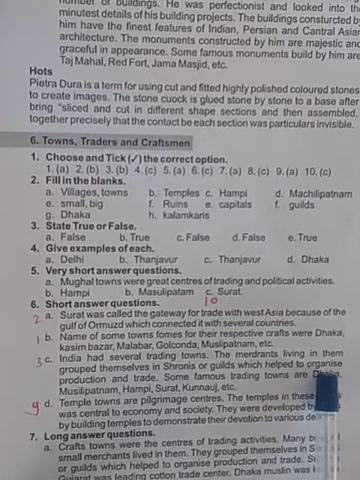 number of buildings. He was perfectionist and looked into the
minutest details of his building projects. The buildings consturcted by
him have the finest features of Indian, Persian and Cantral Asian
architecture. The monuments constructed by him are majestic and
graceful in appearance. Some famous monuments build by him are
Taj Mahal, Red Fort, Jama Masjid, etc.
Hots
Pietra Dura is a term for using cut and fitted highly polished coloured stones
to create images. The stone cuock is glued stone by stone to a base after
bring "sliced and cut in different shape sections and then assembled,
together precisely that the contact be each section was particulars invisible.
6. Towns, Traders and Craftsmen
1. Choose and Tick (✓) the correct option.
1. (a) 2. (b) 3. (b) 4. (c) 5. (a) 6. (c) 7. (a) 8. (c) 9. (a) 10. (c)
2. Fill in the blanks.
a. Villages, towns b. Temples c. Hampi d. Machilipatnam
e. small, big f. Ruins e. capitals f. guilds
g. Dhaka h. kalamkaris
3. State True or False.
a. False b. True c. False d. False e. True
4. Give examples of each.
a. Delhi b. Thanjavur c. Thanjavur d. Dhaka
5. Very short answer questions.
a. Mughal towns were great centres of trading and political activities.
b. Hampi b. Masulipatam c. Surat.
6. Short answer questions. 10
2 a. Surat was called the gateway for trade with west Asia because of the
gulf of Ormuzd which connected it with several countries.
1 b. Name of some towns fomes for their respective crafts were Dhaka,
kasim bazar, Malabar, Golconda, Muslipatnam, etc.
3 c. India had several trading towns. The merdrants living in them
grouped themselves in Shronis or guilds which helped to organise
production and trade. Some famous trading towns are Dhaka,
Musilipatnam, Hampi, Surat, Kunnauj, etc.
9 d. Temple towns are pilgrimage centres. The temples in these
was central to economy and society. They were developed
by building temples to demonstrate their devotion to various
7. Long answer questions.
a. Crafts towns were the centres of trading activities. Many
small merchants lived in them. They grouped themselves in
or guilds which helped to organise production and trade.
Gujarat was leading cotton trade center. Dhaka muslin was